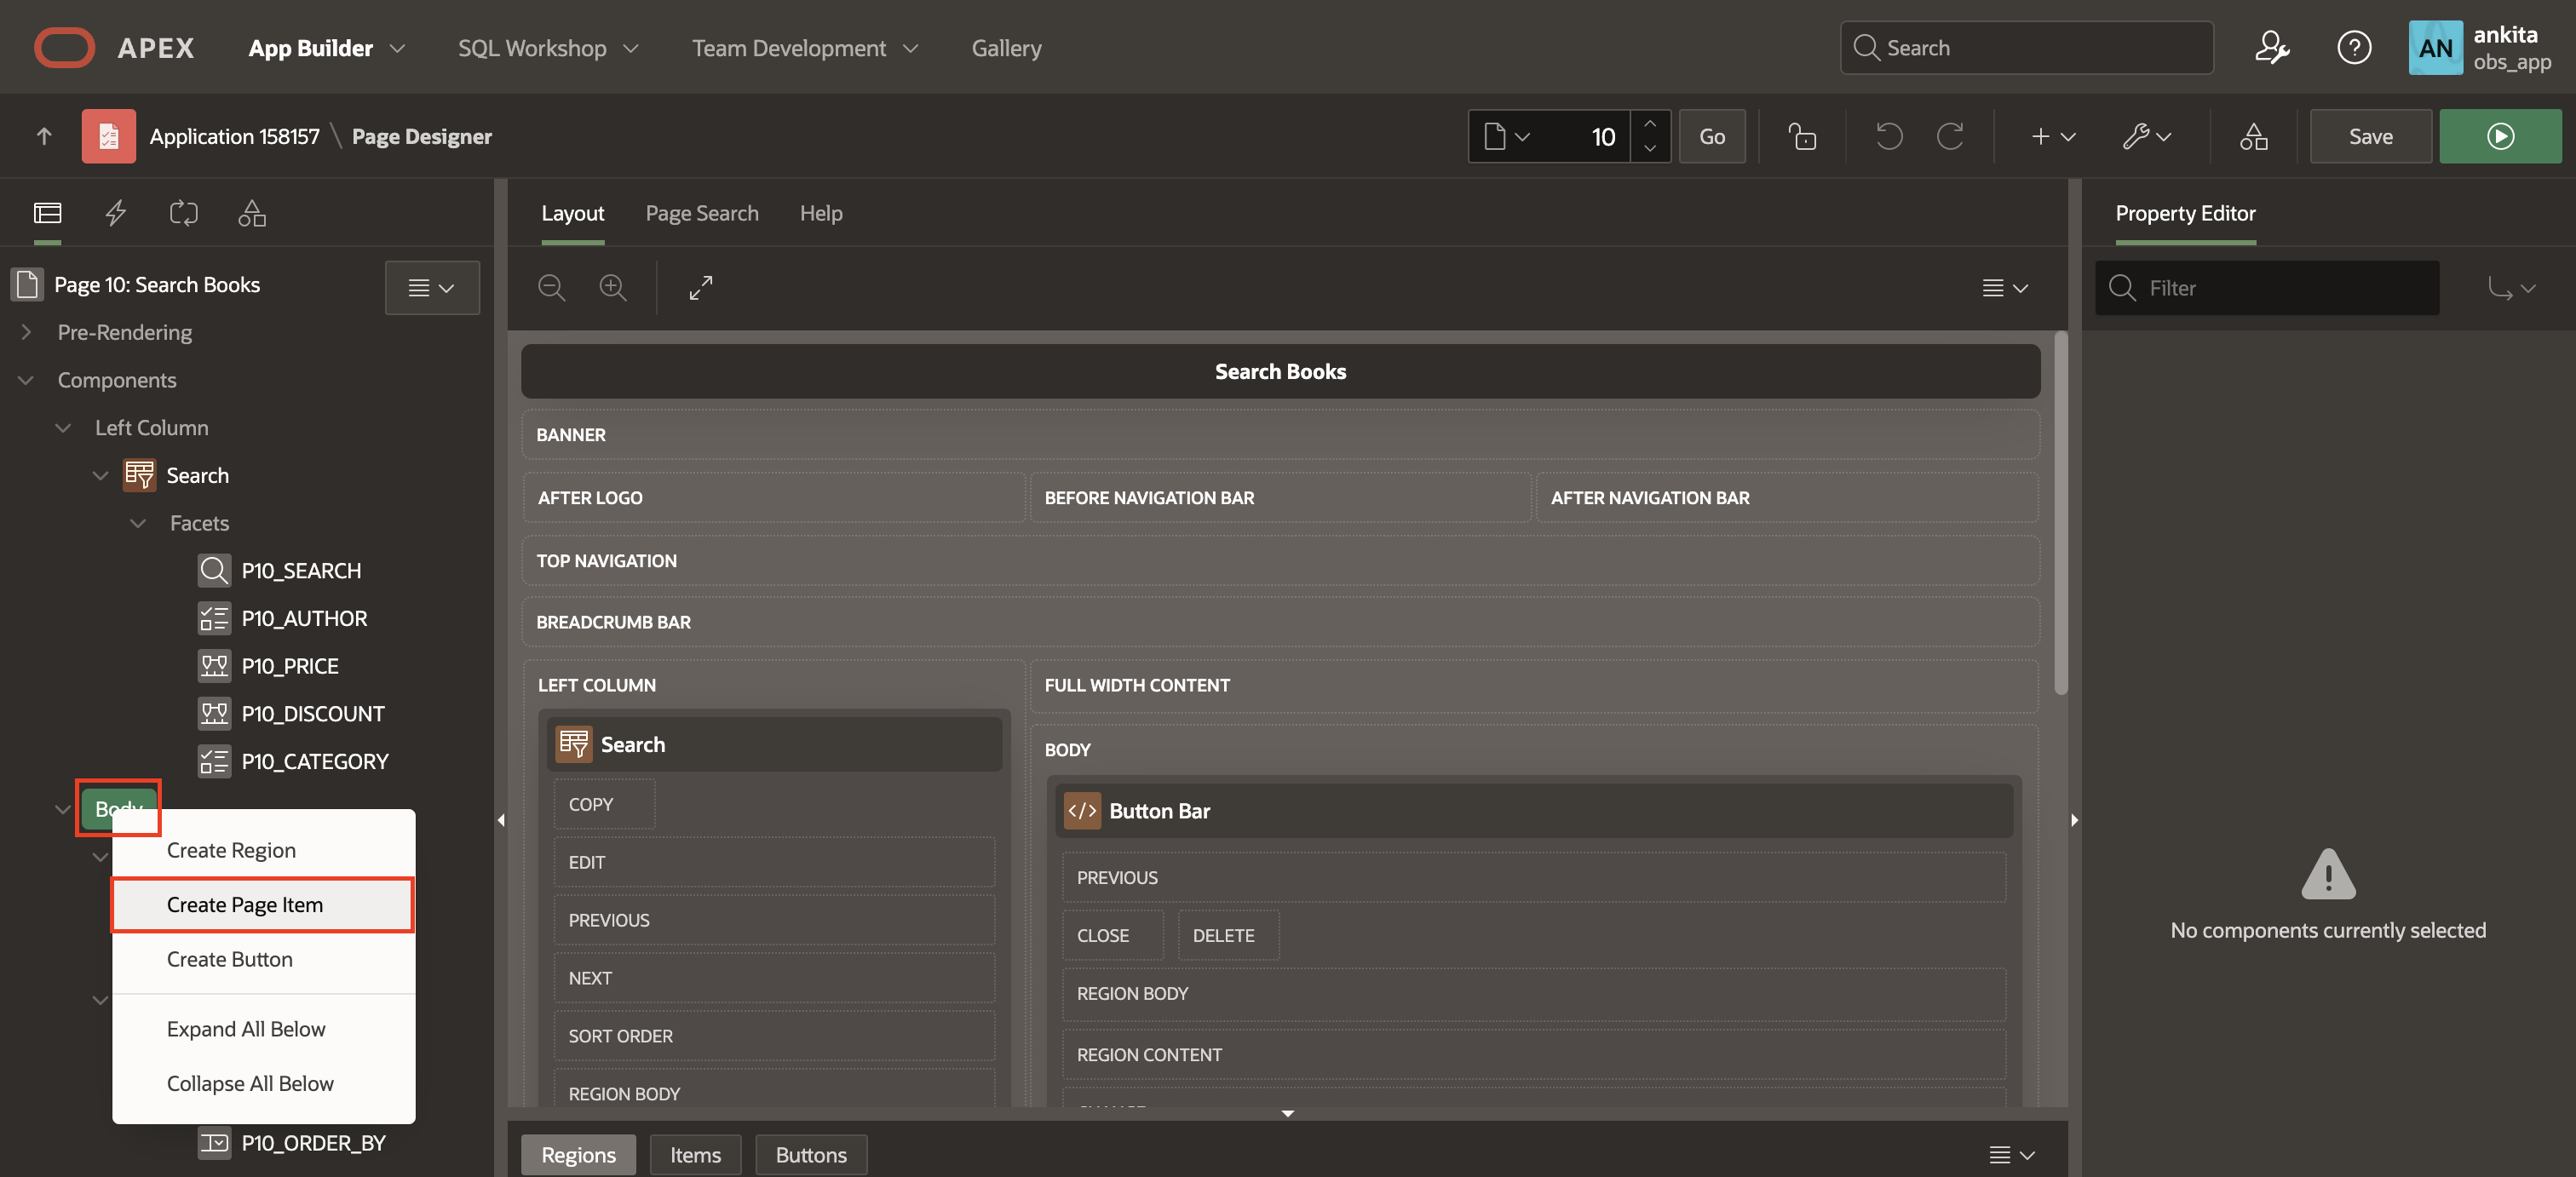 APEX App Builder SQL Workshop Team Development Gallery Search AN ankita
obs_app
Application 158157 \ Page Designer 10 Go Save
Layout Page Search Help Property Editor
Page 10: Search Books
Filter
Pre-Rendering
Components
Left Column
Search
Facets
P10_SEARCH
P10_AUTHOR
P10_PRICE
P10_DISCOUNT
P10_CATEGORY
Body
Create Region
Create Page Item
Create Button
Expand All Below
Collapse All Below
P10_ORDER_BY
Search Books
BANNER
AFTER LOGO BEFORE NAVIGATION BAR AFTER NAVIGATION BAR
TOP NAVIGATION
BREADCRUMB BAR
LEFT COLUMN
Search
COPY
EDIT
PREVIOUS
NEXT
SORT ORDER
REGION BODY
FULL WIDTH CONTENT
BODY
Button Bar
PREVIOUS
CLOSE DELETE
REGION BODY
REGION CONTENT
Regions Items Buttons
No components currently selected